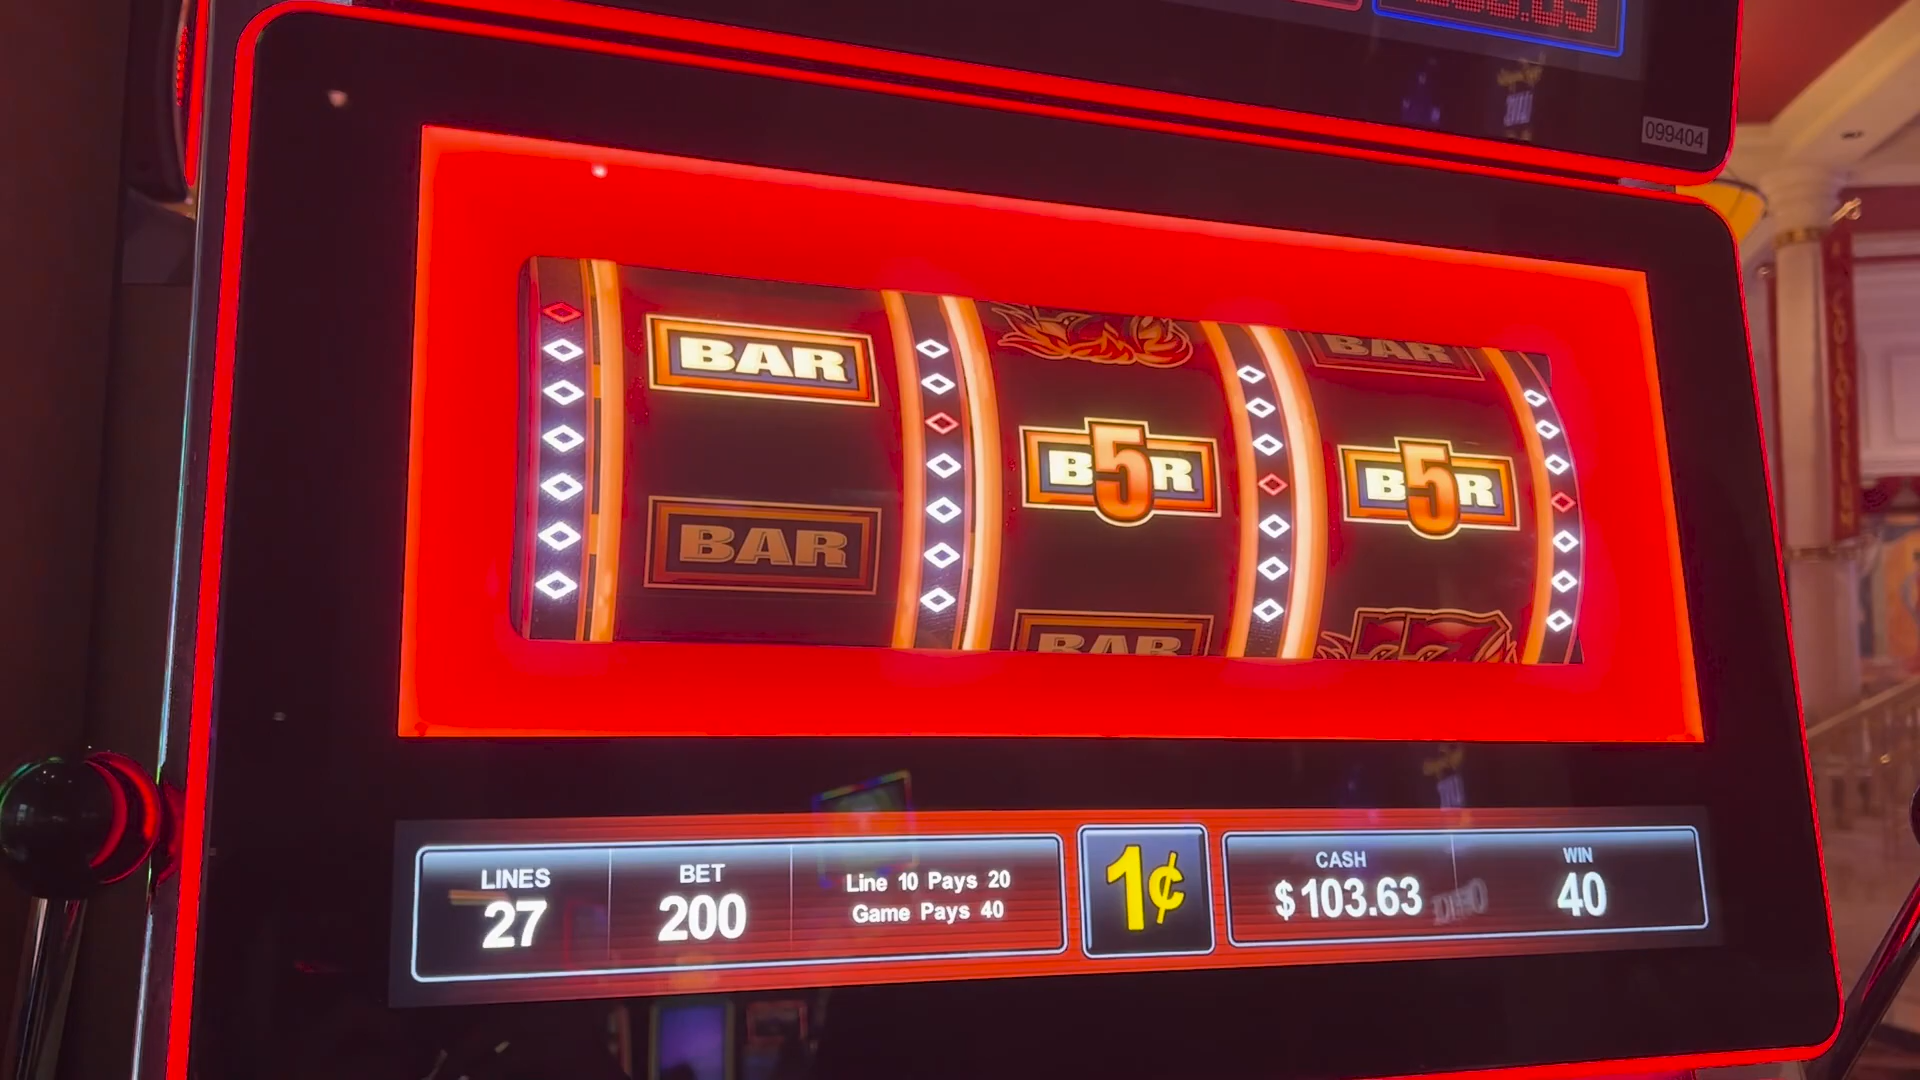 099404
BAR
BAR
B5R
B5R
BAR
BAR
LINES
27
BET
200
Line 10 Pays 20
Game Pays 40
1¢
CASH
$103.63
WIN
40